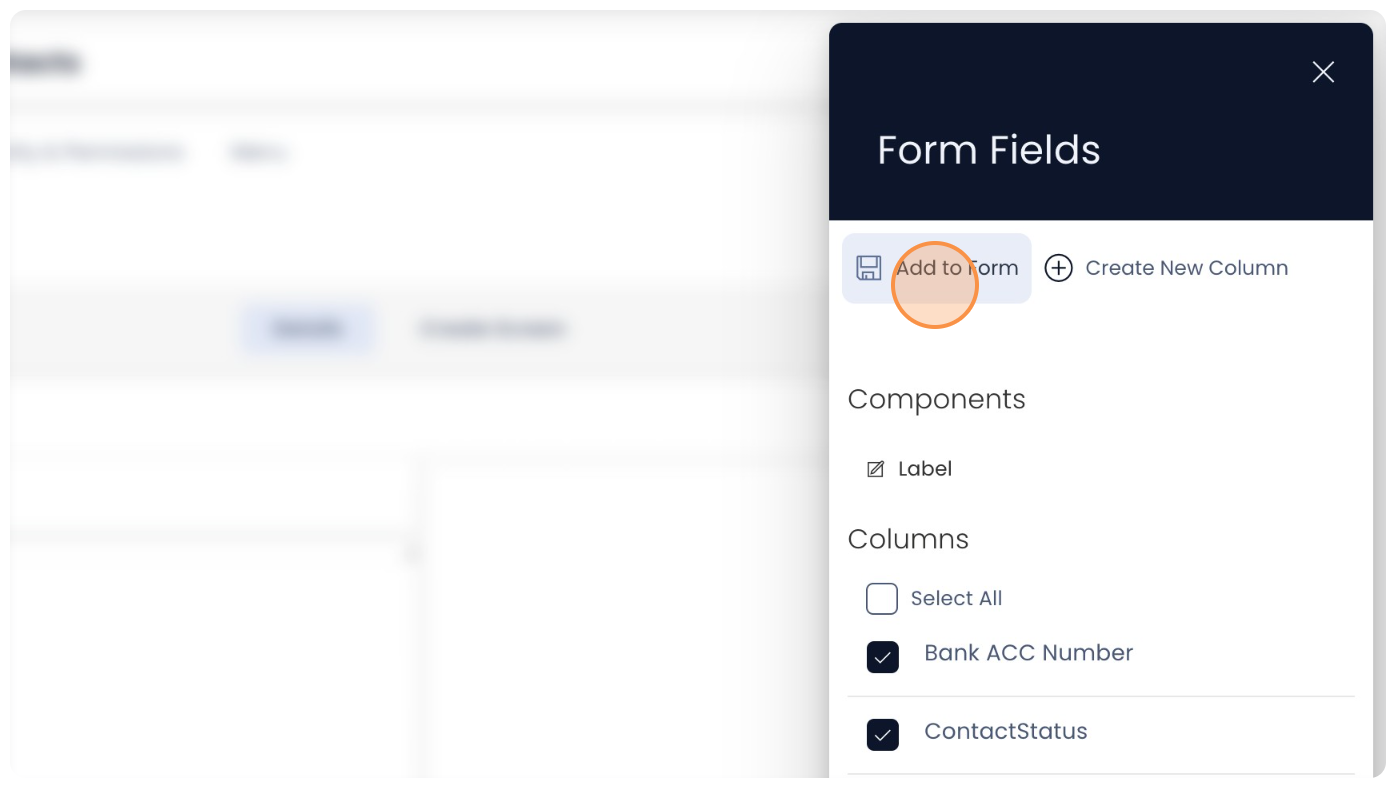 Form Fields
Add to Form
Create New Column
Components
Label
Columns
Select All
Bank ACC Number
ContactStatus